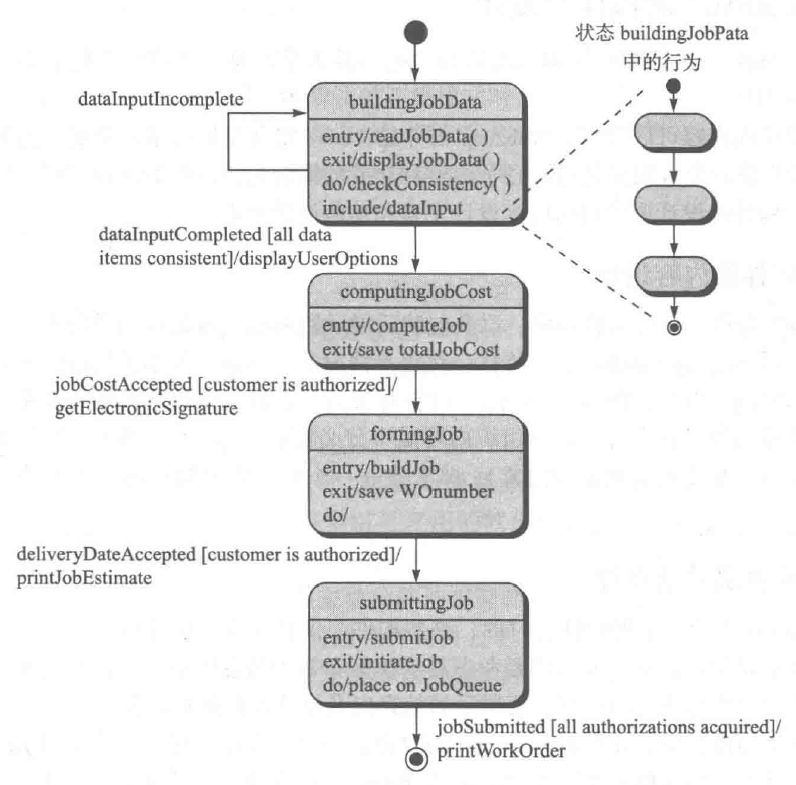 状态 buildingJobPata
中的行为
dataInputIncomplete
buildingJobData
entry/readJobData( )
exit/displayJobData( )
do/checkConsistency( )
include/dataInput
dataInputCompleted [all data
items consistent]/displayUserOptions
computingJobCost
entry/computeJob
exit/save totalJobCost
jobCostAccepted [customer is authorized]/
getElectronicSignature
formingJob
entry/buildJob
exit/save WOnumber
do/
deliveryDateAccepted [customer is authorized]/
printJobEstimate
submittingJob
entry/submitJob
exit/initiateJob
do/place on JobQueue
jobSubmitted [all authorizations acquired]/
printWorkOrder